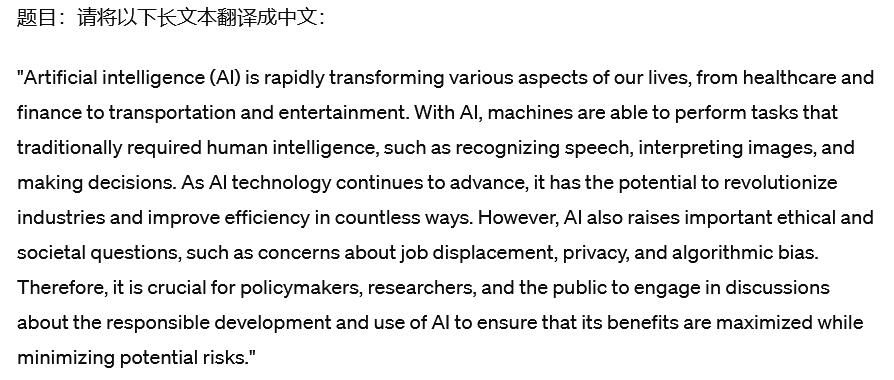 题目：请将以下长文本翻译成中文：
"Artificial intelligence (AI) is rapidly transforming various aspects of our lives, from healthcare and
finance to transportation and entertainment. With AI, machines are able to perform tasks that
traditionally required human intelligence, such as recognizing speech, interpreting images, and
making decisions. As AI technology continues to advance, it has the potential to revolutionize
industries and improve efficiency in countless ways. However, AI also raises important ethical and
societal questions, such as concerns about job displacement, privacy, and algorithmic bias.
Therefore, it is crucial for policymakers, researchers, and the public to engage in discussions
about the responsible development and use of AI to ensure that its benefits are maximized while
minimizing potential risks."